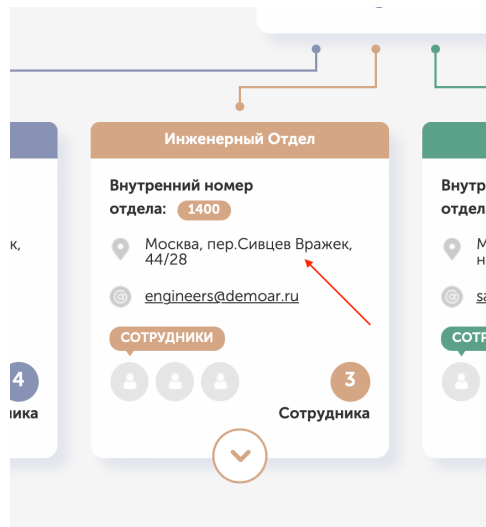 Инженерный Отдел
Внутренний номер
отдела: 1400
Москва, пер.Сивцев Вражек,
44/28
engineers@demoar.ru
СОТРУДНИКИ
3
Сотрудника
к,
4
ика
Внутр
отдел
М
н
sa
СОТР